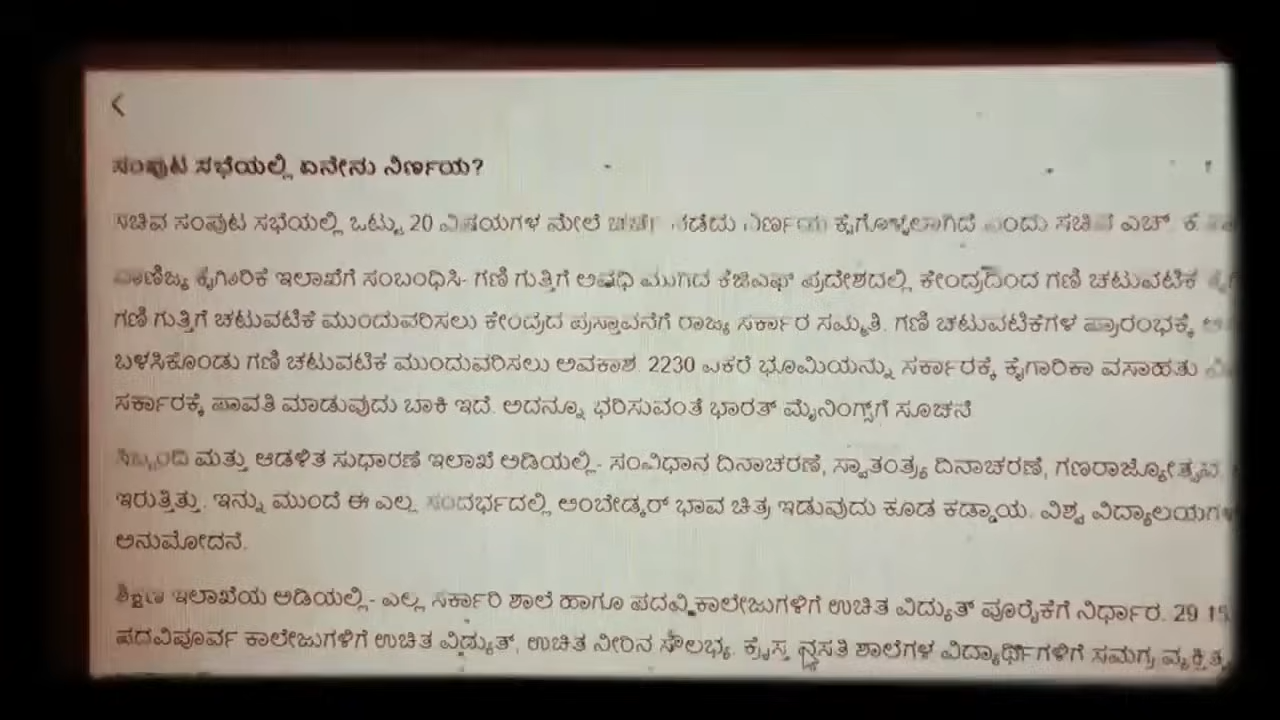 ಸಂಪುಟ ಸಭೆಯಲ್ಲಿ ಏನೇನು ನಿರ್ಣಯ?
ಸಚಿವ ಸಂಪುಟ ಸಭೆಯಲ್ಲಿ ಒಟ್ಟು 20 ವಿಷಯಗಳ ಮೇಲೆ ಚರ್ಚೆ ನಡೆದು ನಿರ್ಣಯ ಕೈಗೊಳ್ಳಲಾಗಿದೆ ಎಂದು ಸಚಿವ ಎಚ್. ಕೆ.
ವಾಣಿಜ್ಯ ಕೈಗಾರಿಕೆ ಇಲಾಖೆಗೆ ಸಂಬಂಧಿಸಿ- ಗಣಿ ಗುತ್ತಿಗೆ ಅವಧಿ ಮುಗಿದ ಕೆಜಿಎಫ್ ಪ್ರದೇಶದಲ್ಲಿ ಕೇಂದ್ರದಿಂದ ಗಣಿ ಚಟುವಟಿಕೆ
ಗಣಿ ಗುತ್ತಿಗೆ ಚಟುವಟಿಕೆ ಮುಂದುವರಿಸಲು ಕೇಂದ್ರದ ಪ್ರಸ್ತಾವನೆಗೆ ರಾಜ್ಯ ಸರ್ಕಾರ ಸಮ್ಮತಿ. ಗಣಿ ಚಟುವಟಿಕೆಗಳ ಪ್ರಾರಂಭಕ್ಕೆ
ಬಳಸಿಕೊಂಡು ಗಣಿ ಚಟುವಟಿಕೆ ಮುಂದುವರಿಸಲು ಅವಕಾಶ. 2230 ಎಕರೆ ಭೂಮಿಯನ್ನು ಸರ್ಕಾರಕ್ಕೆ ಕೈಗಾರಿಕಾ ವಸಾಹತು
ಸರ್ಕಾರಕ್ಕೆ ಪಾವತಿ ಮಾಡುವುದು ಬಾಕಿ ಇದೆ. ಅದನ್ನೂ ಭರಿಸುವಂತೆ ಭಾರತ್ ಮೈನಿಂಗ್ಸ್‌ಗೆ ಸೂಚನೆ
ಸಿಬ್ಬಂದಿ ಮತ್ತು ಆಡಳಿತ ಸುಧಾರಣೆ ಇಲಾಖೆ ಅಡಿಯಲ್ಲಿ- ಸಂವಿಧಾನ ದಿನಾಚರಣೆ, ಸ್ವಾತಂತ್ರ್ಯ ದಿನಾಚರಣೆ, ಗಣರಾಜ್ಯೋತ್ಸವ,
ಇರುತ್ತಿತ್ತು. ಇನ್ನು ಮುಂದೆ ಈ ಎಲ್ಲ ಸಂದರ್ಭದಲ್ಲಿ ಅಂಬೇಡ್ಕರ್ ಭಾವ ಚಿತ್ರ ಇಡುವುದು ಕೂಡ ಕಡ್ಡಾಯ. ವಿಶ್ವ ವಿದ್ಯಾಲಯಗಳ
ಅನುಮೋದನೆ.
ಶಿಕ್ಷಣ ಇಲಾಖೆಯ ಅಡಿಯಲ್ಲಿ- ಎಲ್ಲ ಸರ್ಕಾರಿ ಶಾಲೆ ಹಾಗೂ ಪದವಿ ಕಾಲೇಜುಗಳಿಗೆ ಉಚಿತ ವಿದ್ಯುತ್ ಪೂರೈಕೆಗೆ ನಿರ್ಧಾರ. 29
ಪದವಿಪೂರ್ವ ಕಾಲೇಜುಗಳಿಗೆ ಉಚಿತ ವಿದ್ಯುತ್, ಉಚಿತ ನೀರಿನ ಸೌಲಭ್ಯ. ಕ್ರೈಸ್ತ ವಸತಿ ಶಾಲೆಗಳ ವಿದ್ಯಾರ್ಥಿಗಳಿಗೆ ಸಮಗ್ರ